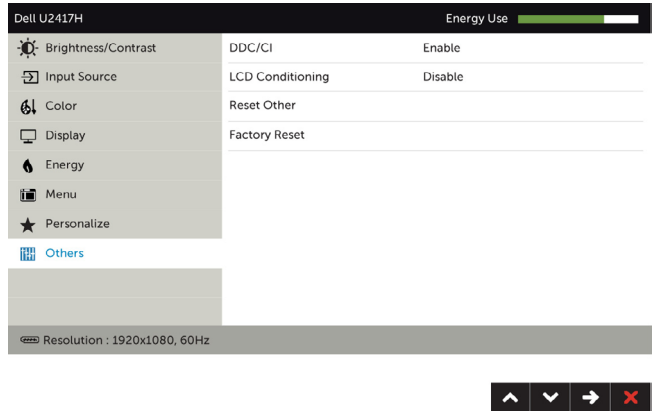 Dell U2417H Energy Use
Brightness/Contrast DDC/CI Enable
Input Source LCD Conditioning Disable
Color Reset Other
Display Factory Reset
Energy
Menu
Personalize
Others
Resolution : 1920x1080, 60Hz